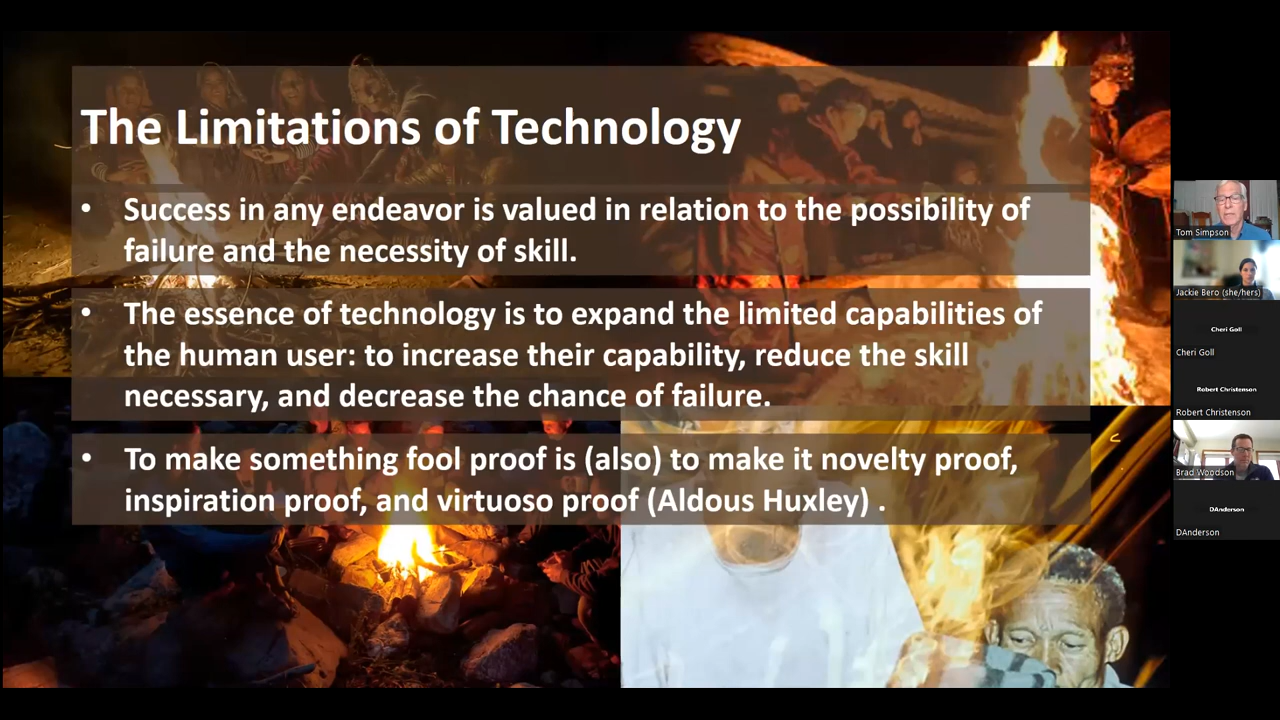 The Limitations of Technology
• Success in any endeavor is valued in relation to the possibility of
failure and the necessity of skill.
• The essence of technology is to expand the limited capabilities of
the human user: to increase their capability, reduce the skill
necessary, and decrease the chance of failure.
• To make something fool proof is (also) to make it novelty proof,
inspiration proof, and virtuoso proof (Aldous Huxley) .
Tom Simpson
Jackie Bero (she/hers)
Cheri Goll
Cheri Goll
Robert Christenson
Robert Christenson
Brad Woodson
DAnderson
DAnderson